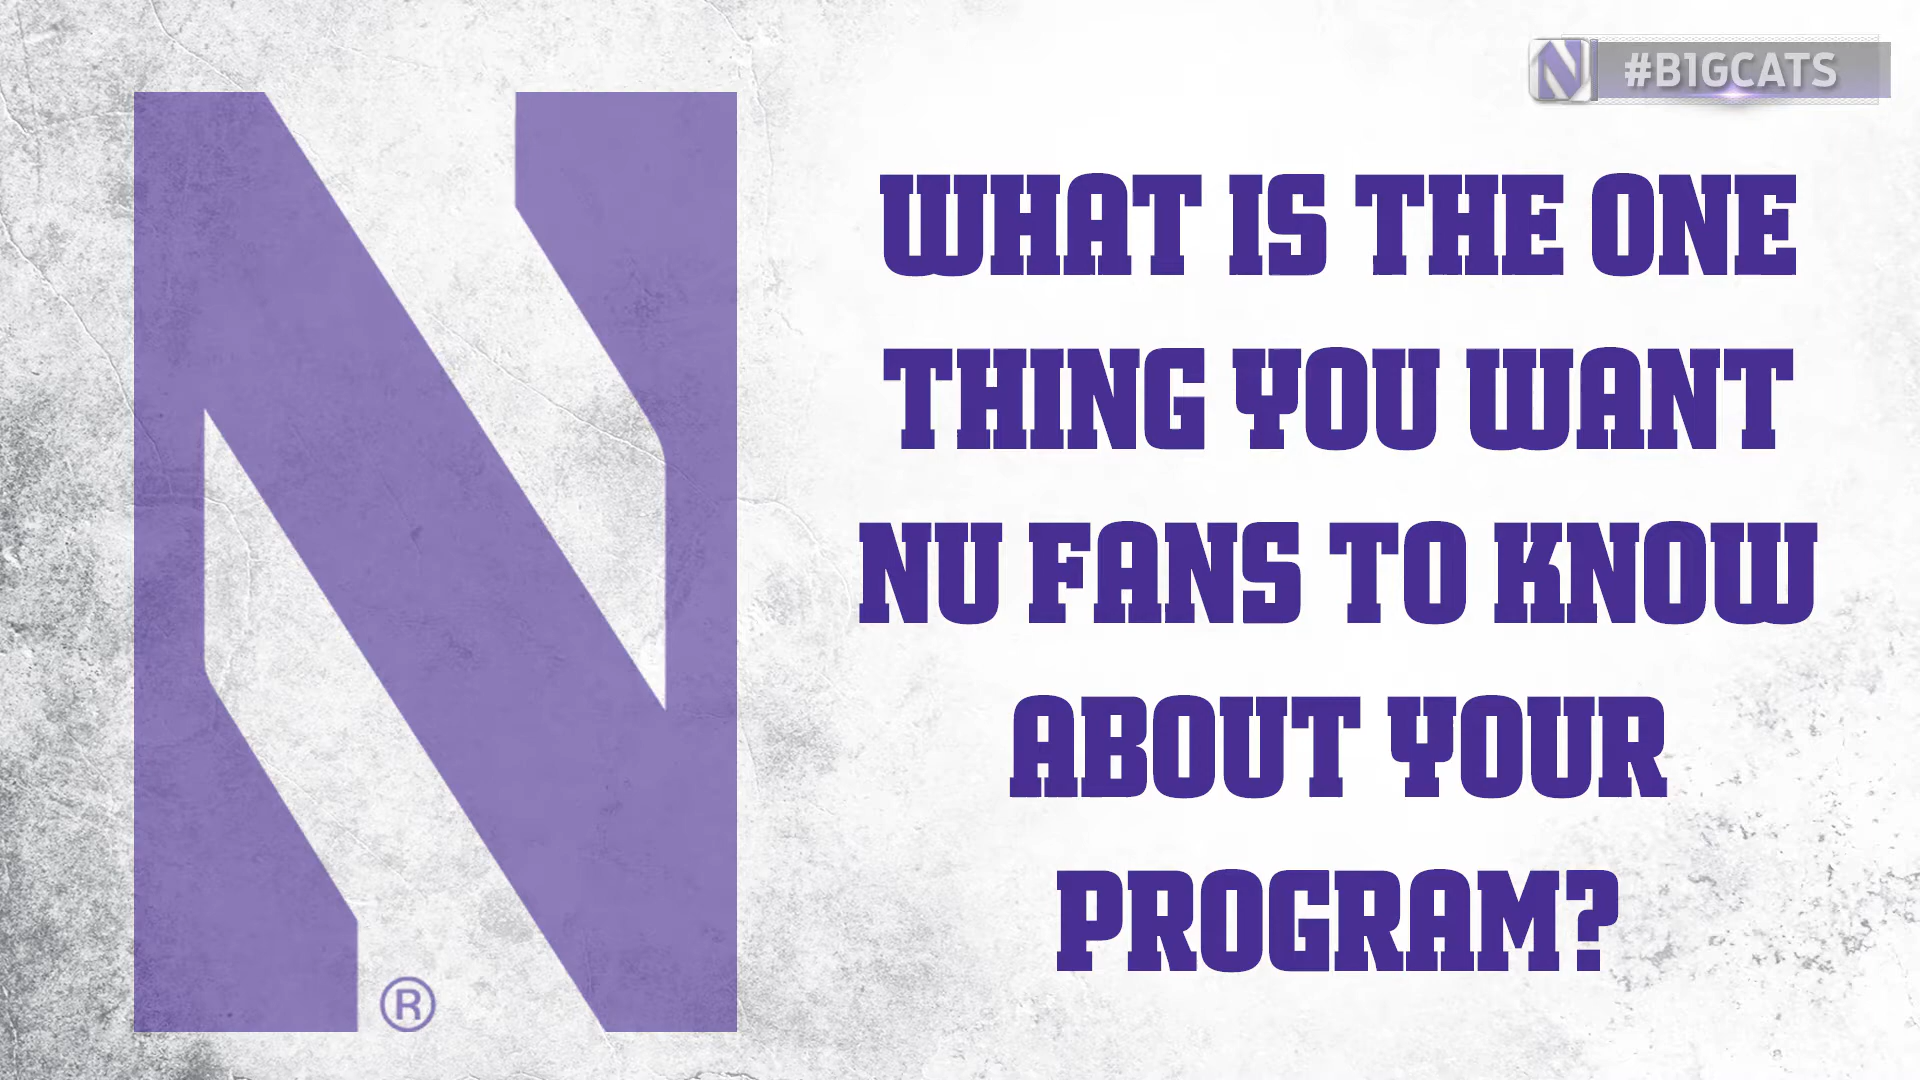 #B1GCATS
WHAT IS THE ONE
THING YOU WANT
NU FANS TO KNOW
ABOUT YOUR
PROGRAM?
N
®